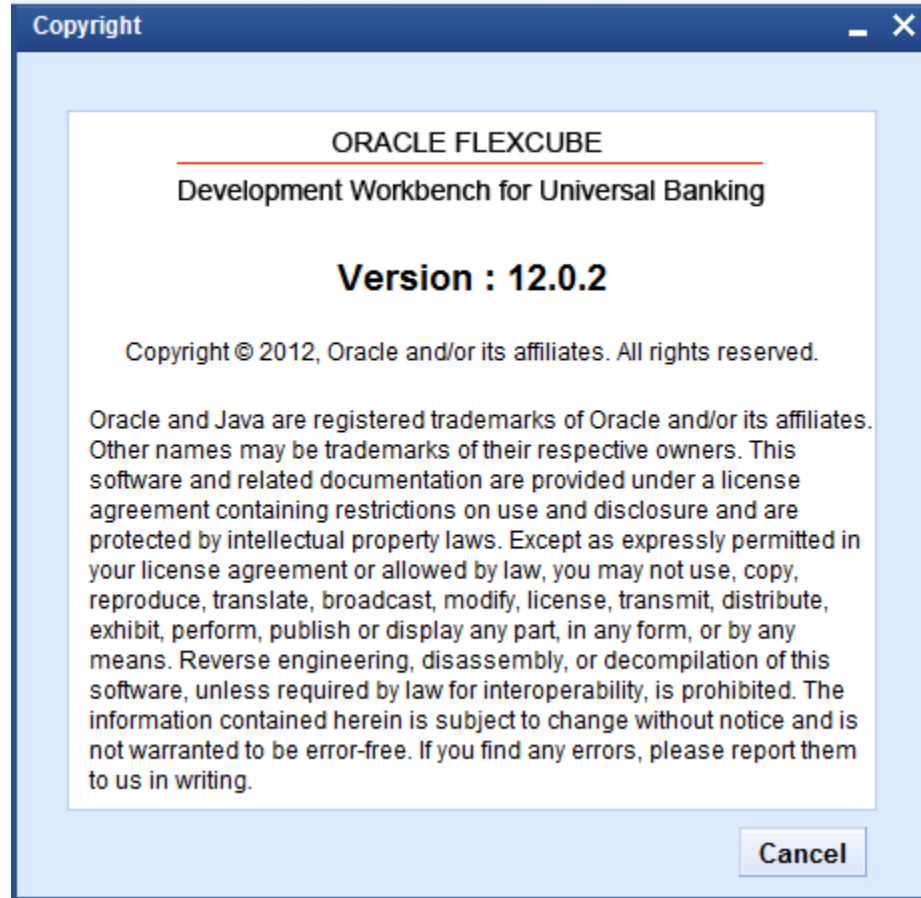 Copyright
ORACLE FLEXCUBE
Development Workbench for Universal Banking
Version : 12.0.2
Copyright © 2012, Oracle and/or its affiliates. All rights reserved.
Oracle and Java are registered trademarks of Oracle and/or its affiliates.
Other names may be trademarks of their respective owners. This
software and related documentation are provided under a license
agreement containing restrictions on use and disclosure and are
protected by intellectual property laws. Except as expressly permitted in
your license agreement or allowed by law, you may not use, copy,
reproduce, translate, broadcast, modify, license, transmit, distribute,
exhibit, perform, publish or display any part, in any form, or by any
means. Reverse engineering, disassembly, or decompilation of this
software, unless required by law for interoperability, is prohibited. The
information contained herein is subject to change without notice and is
not warranted to be error-free. If you find any errors, please report them
to us in writing.
Cancel